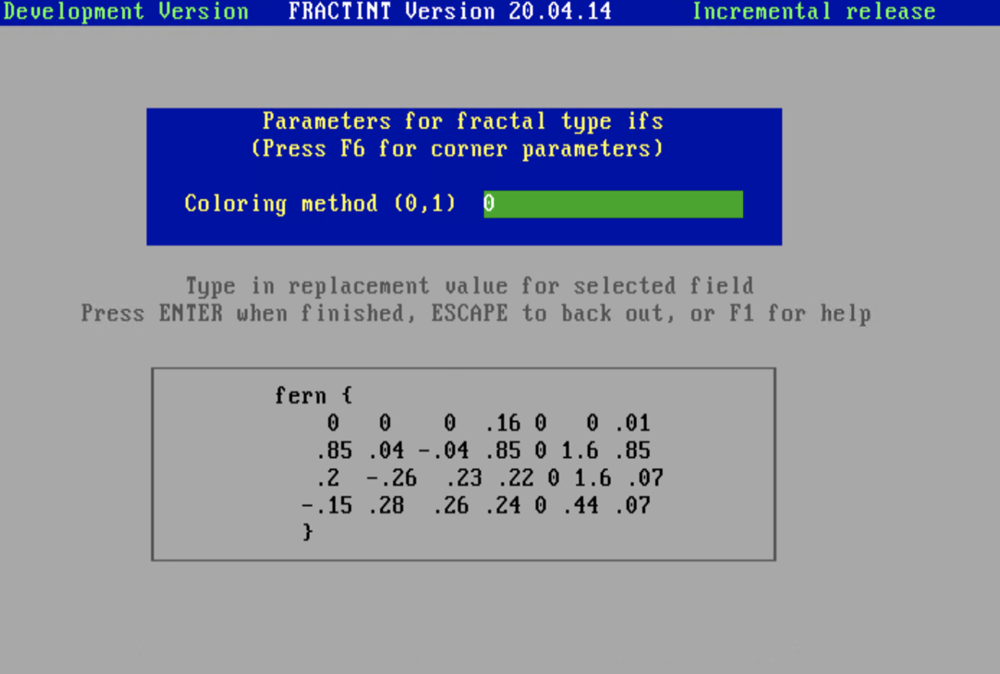 Development Version FRACTINT Version 20.04.14 Incremental release
Parameters for fractal type ifs
(Press F6 for corner parameters)
Coloring method (0,1) 0
Type in replacement value for selected field
Press ENTER when finished, ESCAPE to back out, or F1 for help
fern {
0 0 0 .16 0 0 .01
.85 .04 -.04 .85 0 1.6 .85
.2 -.26 .23 .22 0 1.6 .07
-.15 .28 .26 .24 0 .44 .07
}